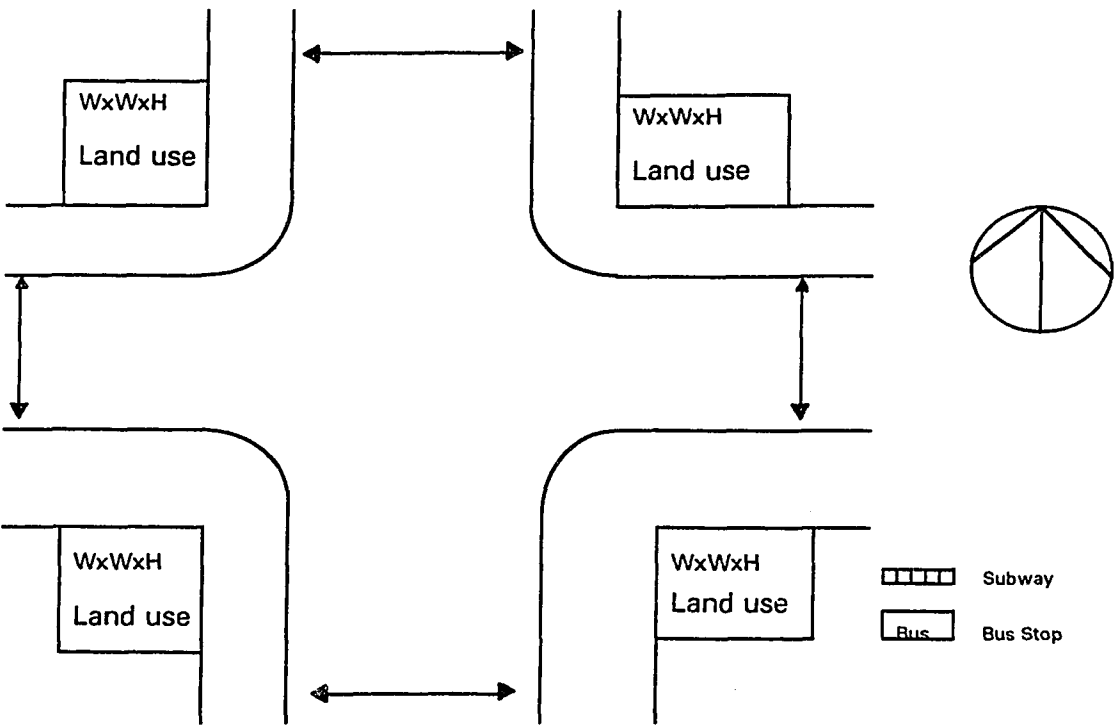 WxWxH
Land use
WxWxH
Land use
WxWxH
Land use
WxWxH
Land use
Subway
Bus
Bus Stop